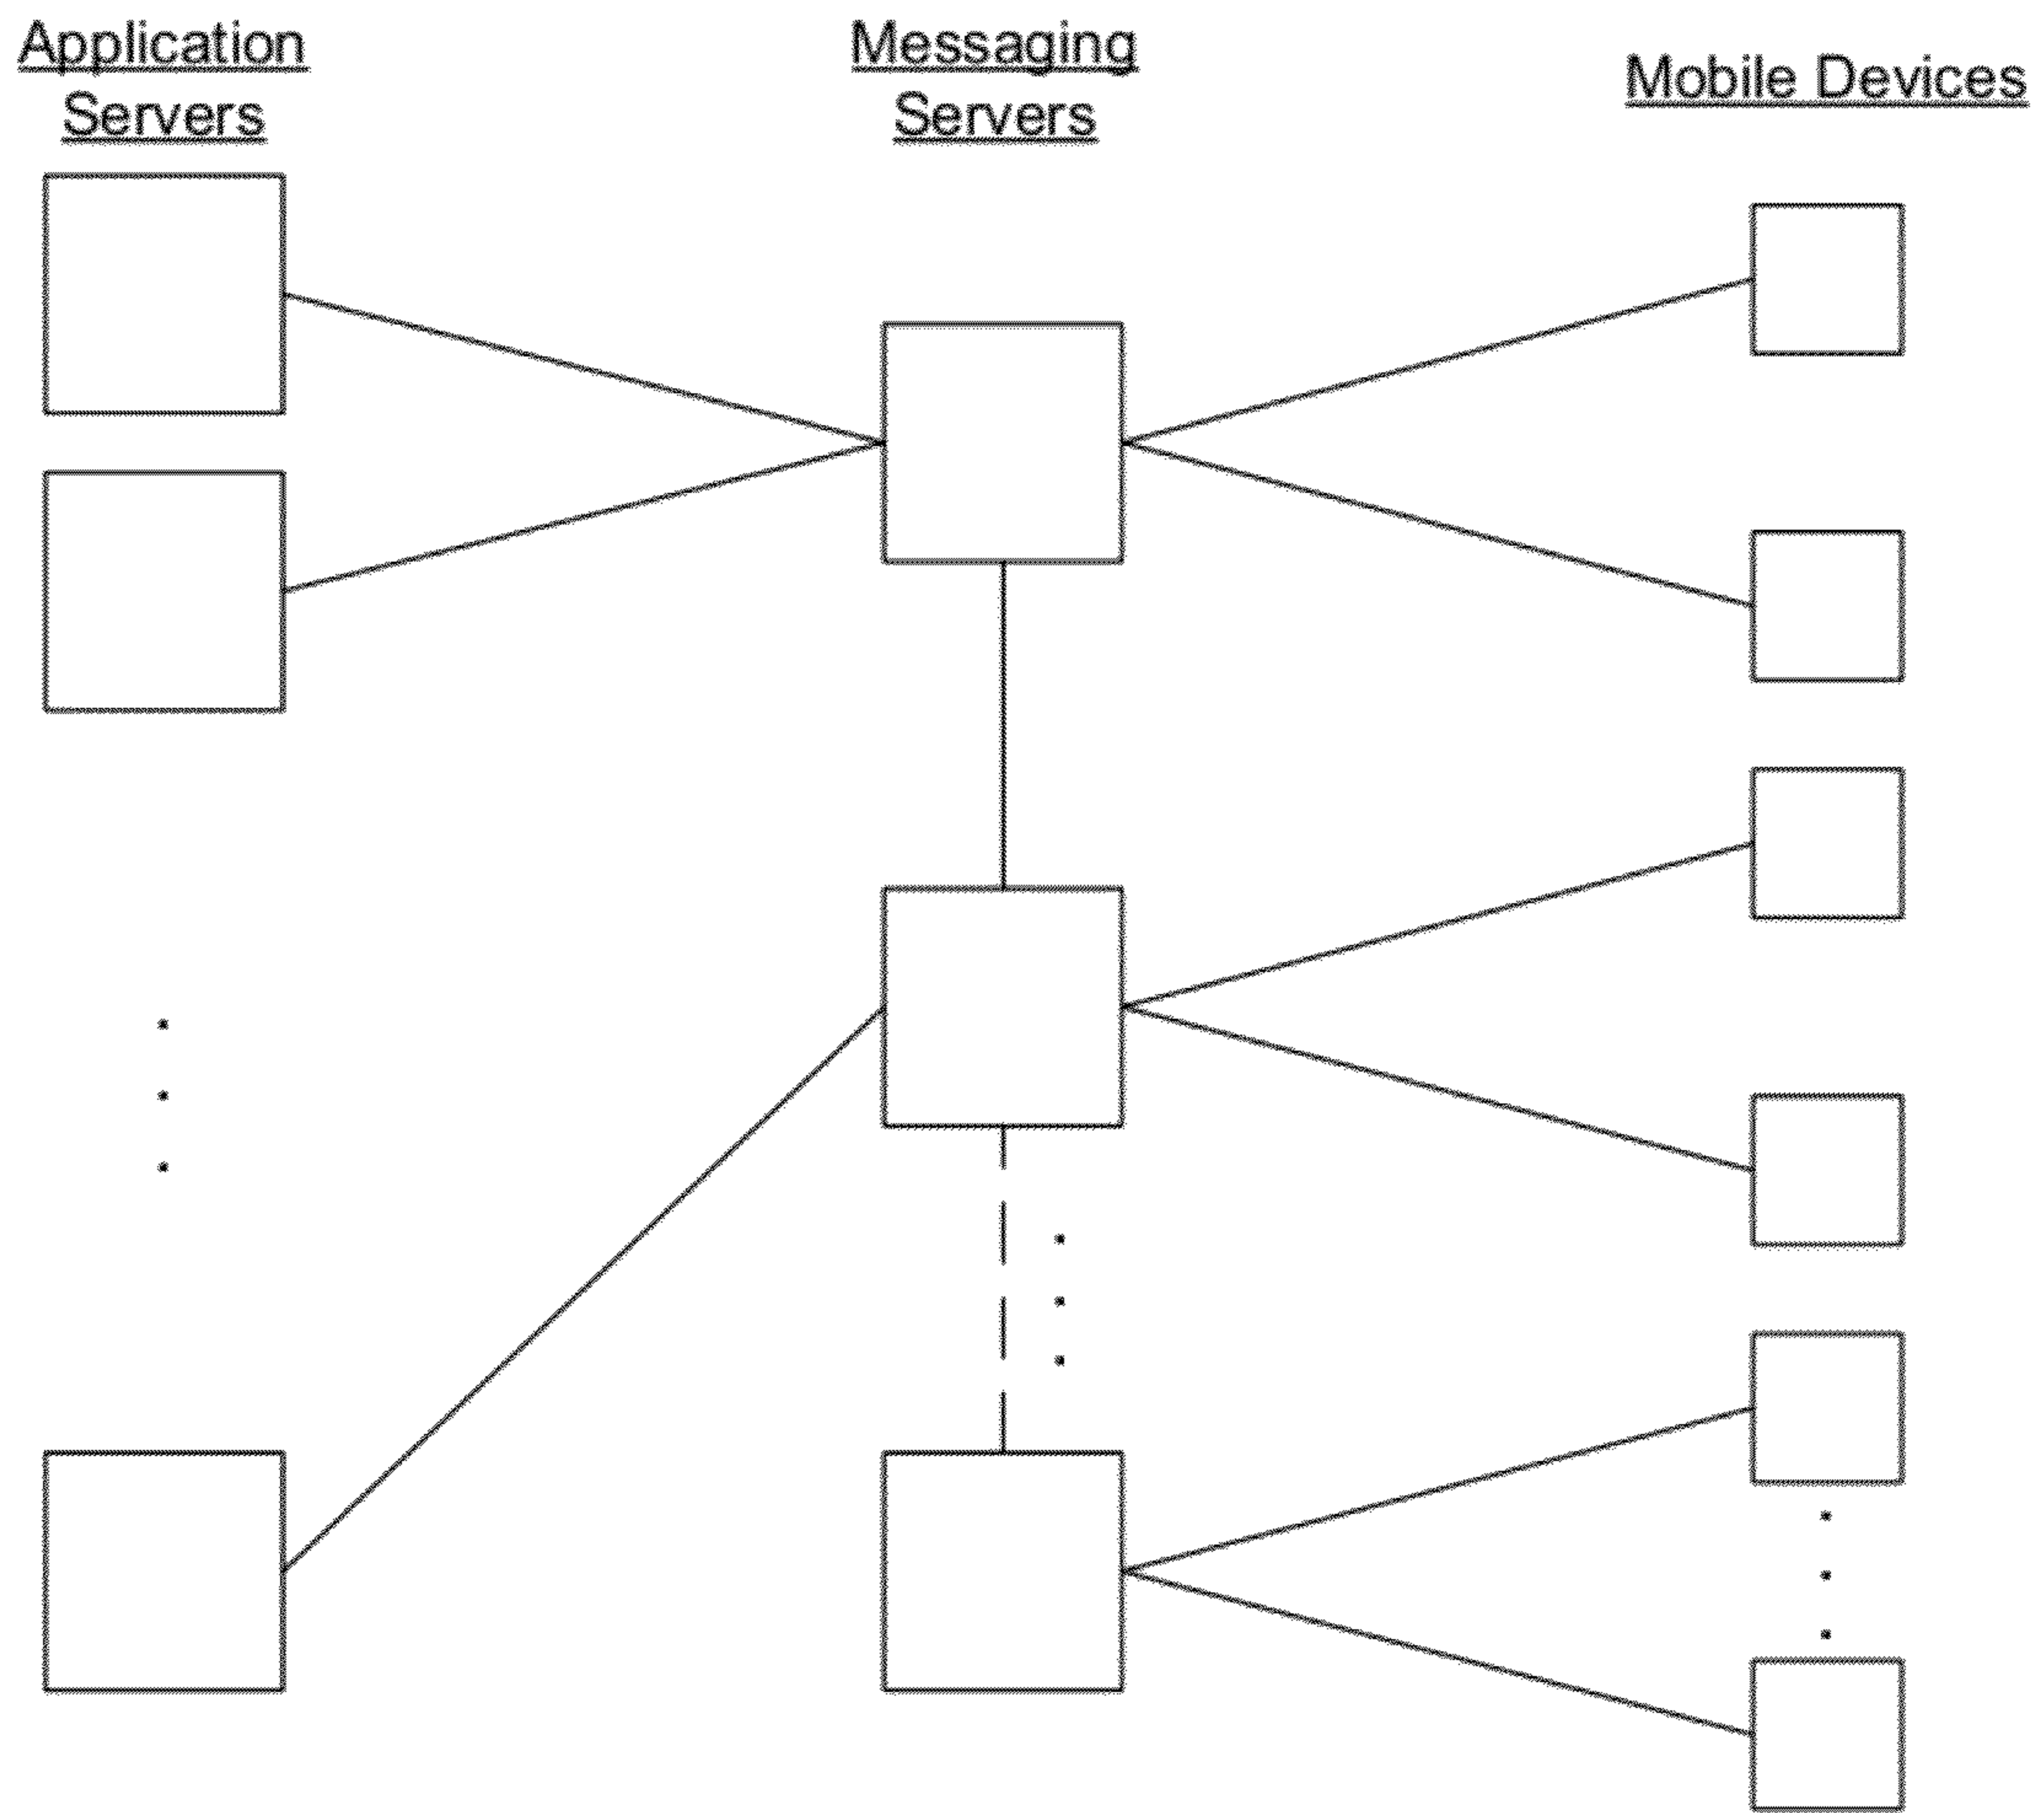 Application
Servers
Messaging
Servers
Mobile Devices